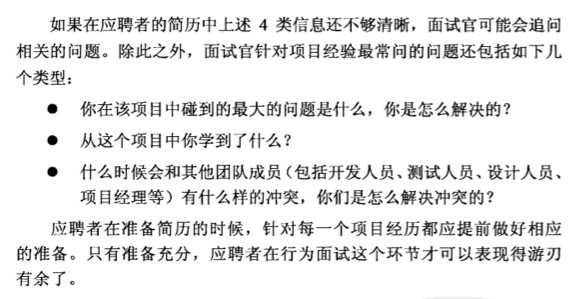 如果在应聘者的简历中上述 4 类信息还不够清晰，面试官可能会追问
相关的问题。除此之外，面试官针对项目经验最常问的问题还包括如下几
个类型：
● 你在该项目中碰到的最大的问题是什么，你是怎么解决的？
● 从这个项目中你学到了什么？
● 什么时候会和其他团队成员（包括开发人员、测试人员、设计人员、
项目经理等）有什么样的冲突，你们是怎么解决冲突的？
应聘者在准备简历的时候，针对每一个项目经历都应提前做好相应
的准备。只有准备充分，应聘者在行为面试这个环节才可以表现得游刃
有余了。